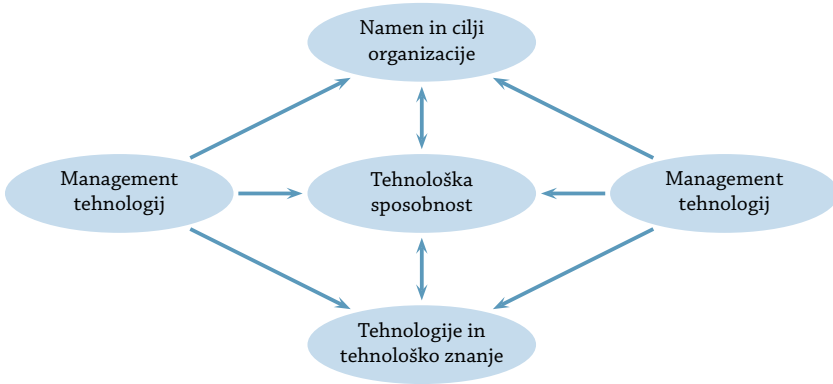 Namen in cilji
organizacije
Management
tehnologij
Tehnološka
sposobnost
Management
tehnologij
Tehnologije in
tehnološko znanje